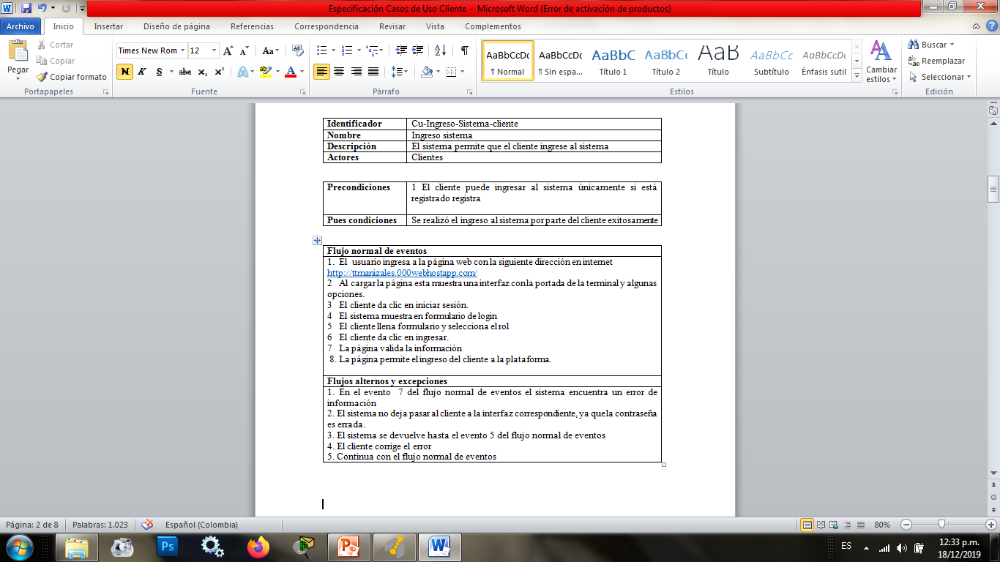 Especificación Casos de Uso Cliente - Microsoft Word (Error de activación de productos)
Archivo Inicio Insertar Diseño de página Referencias Correspondencia Revisar Vista Complementos
Pegar
Cortar
Copiar
Copiar formato
Portapapeles
Times New Rom 12
N K S abc x₂ x²
Fuente
Párrafo
AaBbCcDc AaBbCcDc AaBbC AaBbCc AaB AaBbCc AaBbCcDc
¶ Normal ¶ Sin espa... Título 1 Título 2 Título Subtítulo Énfasis sutil
Estilos
Cambiar estilos
Buscar
Reemplazar
Seleccionar
Edición
Identificador Cu-Ingreso-Sistema-cliente
Nombre Ingreso sistema
Descripción El sistema permite que el cliente ingrese al sistema
Actores Clientes
Precondiciones 1 El cliente puede ingresar al sistema únicamente si está
registrado registra
Pues condiciones Se realizó el ingreso al sistema por parte del cliente exitosamente
Flujo normal de eventos
1. El usuario ingresa a la página web con la siguiente dirección en internet
http://ttmanizales.000webhostapp.com/
2 Al cargar la página esta muestra una interfaz con la portada de la terminal y algunas
opciones.
3 El cliente da clic en iniciar sesión.
4 El sistema muestra en formulario de login
5 El cliente llena formulario y selecciona el rol
6 El cliente da clic en ingresar.
7 La página valida la información
8. La página permite el ingreso del cliente a la plataforma.
Flujos alternos y excepciones
1. En el evento 7 del flujo normal de eventos el sistema encuentra un error de
información
2. El sistema no deja pasar al cliente a la interfaz correspondiente, ya que la contraseña
es errada.
3. El sistema se devuelve hasta el evento 5 del flujo normal de eventos
4. El cliente corrige el error
5. Continua con el flujo normal de eventos
Página: 2 de 8 Palabras: 1.023 Español (Colombia) 80%
ES 12:33 p.m.
18/12/2019